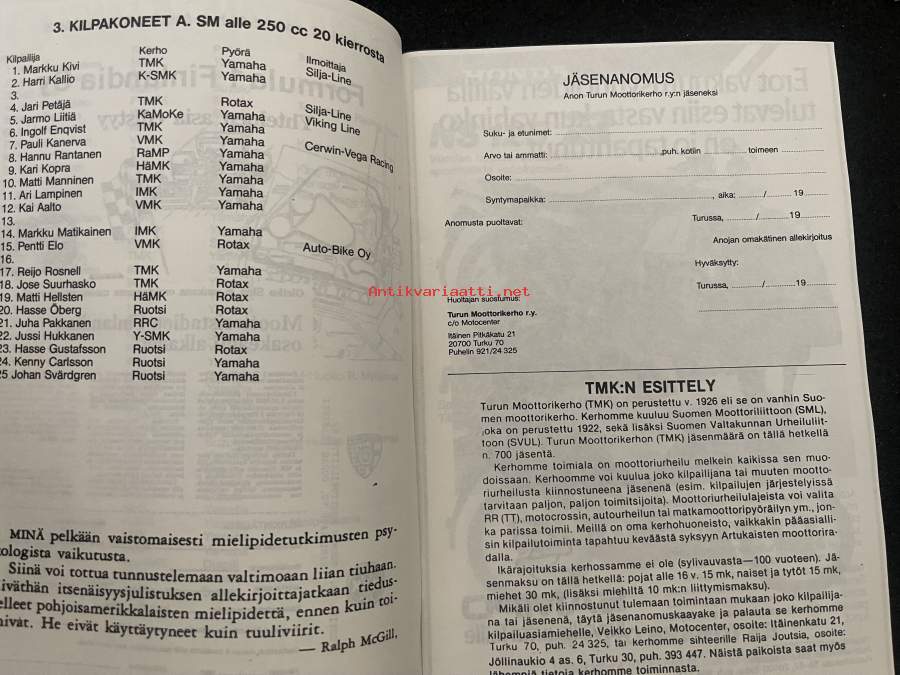 3. KILPAKONEET A. SM alle 250 cc 20 kierrosta
Kilpailija Kerho Pyörä Ilmoittaja
1. Markku Kivi TMK Yamaha Silja-Line
2. Harri Kallio K-SMK Yamaha
3.
4. Jari Petäjä TMK Rotax Silja-Line
5. Jarmo Liitiä KaMoKe Yamaha Viking Line
6. Ingolf Enqvist TMK Yamaha
7. Pauli Kanerva VMK Yamaha Cerwin-Vega Racing
8. Hannu Rantanen RaMP Yamaha
9. Kari Kopra HäMK Yamaha
10. Matti Manninen TMK Yamaha
11. Ari Lampinen IMK Yamaha
12. Kai Aalto VMK Yamaha
13.
14. Markku Matikainen IMK Yamaha
15. Pentti Elo VMK Rotax Auto-Bike Oy
16.
17. Reijo Rosnell TMK Yamaha
18. Jose Suurhasko TMK Rotax
19. Matti Hellsten HäMK Rotax
20. Hasse Öberg Ruotsi Rotax
21. Juha Pakkanen RRC Yamaha
22. Jussi Hukkanen Y-SMK Yamaha
23. Hasse Gustafsson Ruotsi Rotax
24. Kenny Carlsson Ruotsi Yamaha
25 Johan Svärdgren Ruotsi Yamaha
MINÄ pelkään vaistomaisesti mielipidetutkimusten psy-
ologista vaikutusta.
Siinä voi tottua tunnustelemaan valtimoaan liian tiuhaan.
iväthän itsenäisyysjulistuksen allekirjoittajatkaan tiedus-
elleet pohjoisamerikkalaisten mielipidettä, ennen kuin toi-
mivat. He eivät käyttäytyneet kuin tuuliviirit.
— Ralph McGill,
JÄSENANOMUS
Anon Turun Moottorikerho r.y:n jäseneksi
Suku- ja etunimet:
Arvo tai ammatti: puh. kotiin toimeen
Osoite:
Syntymapaikka: , aika: / 19
Anomusta puoltavat: Turussa, / 19
Anojan omakätinen allekirjoitus
Hyväksytty:
Turussa, / 19
Antikvariaatti.net
Huoltajan suostumus:
Turun Moottorikerho r.y.
c/o Motocenter
Itäinen Pitkäkatu 21
20700 Turku 70
Puhelin 921/24 325
TMK:N ESITTELY
Turun Moottorikerho (TMK) on perustettu v. 1926 eli se on vanhin Suo-
men moottorikerho. Kerhomme kuuluu Suomen Moottoriliittoon (SML),
joka on perustettu 1922, sekä lisäksi Suomen Valtakunnan Urheiluliit-
toon (SVUL). Turun Moottorikerhon (TMK) jäsenmäärä on tällä hetkellä
n. 700 jäsentä.
Kerhomme toimiala on moottoriurheilu melkein kaikissa sen muo-
doissaan. Kerhoomme voi kuulua joko kilpailijana tai muuten mootto-
riurheilusta kiinnostuneena jäsenenä (esim. kilpailujen järjestelyissä
tarvitaan paljon, paljon toimitsijoita). Moottoriurheilulajeista voi valita
RR (TT), motocrossin, autourheilun tai matkamoottoripyöräilyn ym., jon-
ka parissa toimii. Meillä on oma kerhohuoneisto, vaikkakin pääasialli-
sin kilpailutoiminta tapahtuu keväästä syksyyn Artukaisten moottorira-
dalla.
Ikärajoituksia kerhossamme ei ole (sylivauvasta—100 vuoteen). Jä-
senmaksu on tällä hetkellä: pojat alle 16 v. 15 mk, naiset ja tytöt 15 mk,
miehet 30 mk, (lisäksi miehiltä 10 mk:n liittymismaksu).
Mikäli olet kiinnostunut tulemaan toimintaan mukaan joko kilpailija-
na tai jäsenenä, täytä jäsenanomuskaavake ja palauta se kerhomme
kilpailuasiamiehelle, Veikko Leino, Motocenter, osoite: Itäinenkatu 21,
Turku 70, puh. 24 325, tai kerhomme sihteerille Raija Joutsia, osoite:
Jöllinaukio 4 as. 6, Turku 30, puh. 393 447. Näistä paikoista saat myös
lähempiä tietoja kerhomme toiminnasta.